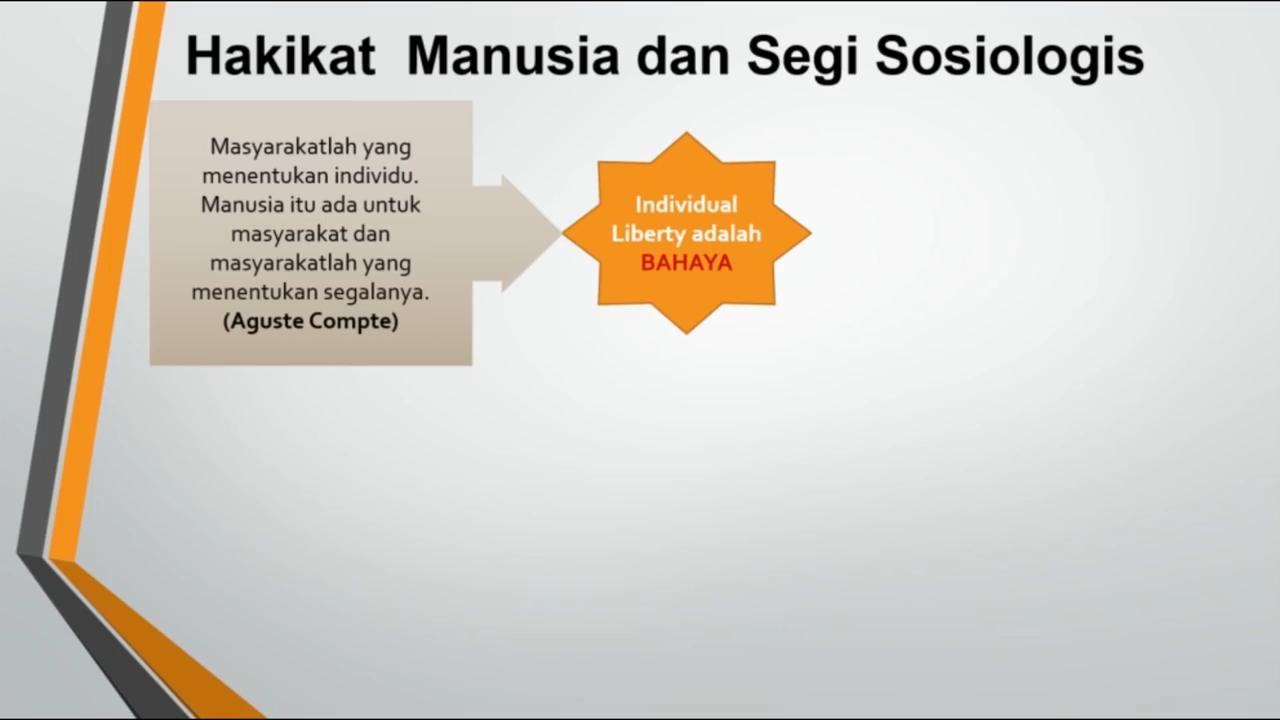 Hakikat Manusia dan Segi Sosiologis
Masyarakatlah yang
menentukan individu.
Manusia itu ada untuk
masyarakat dan
masyarakatlah yang
menentukan segalanya.
(Aguste Compte)
Individual
Liberty adalah
BAHAYA